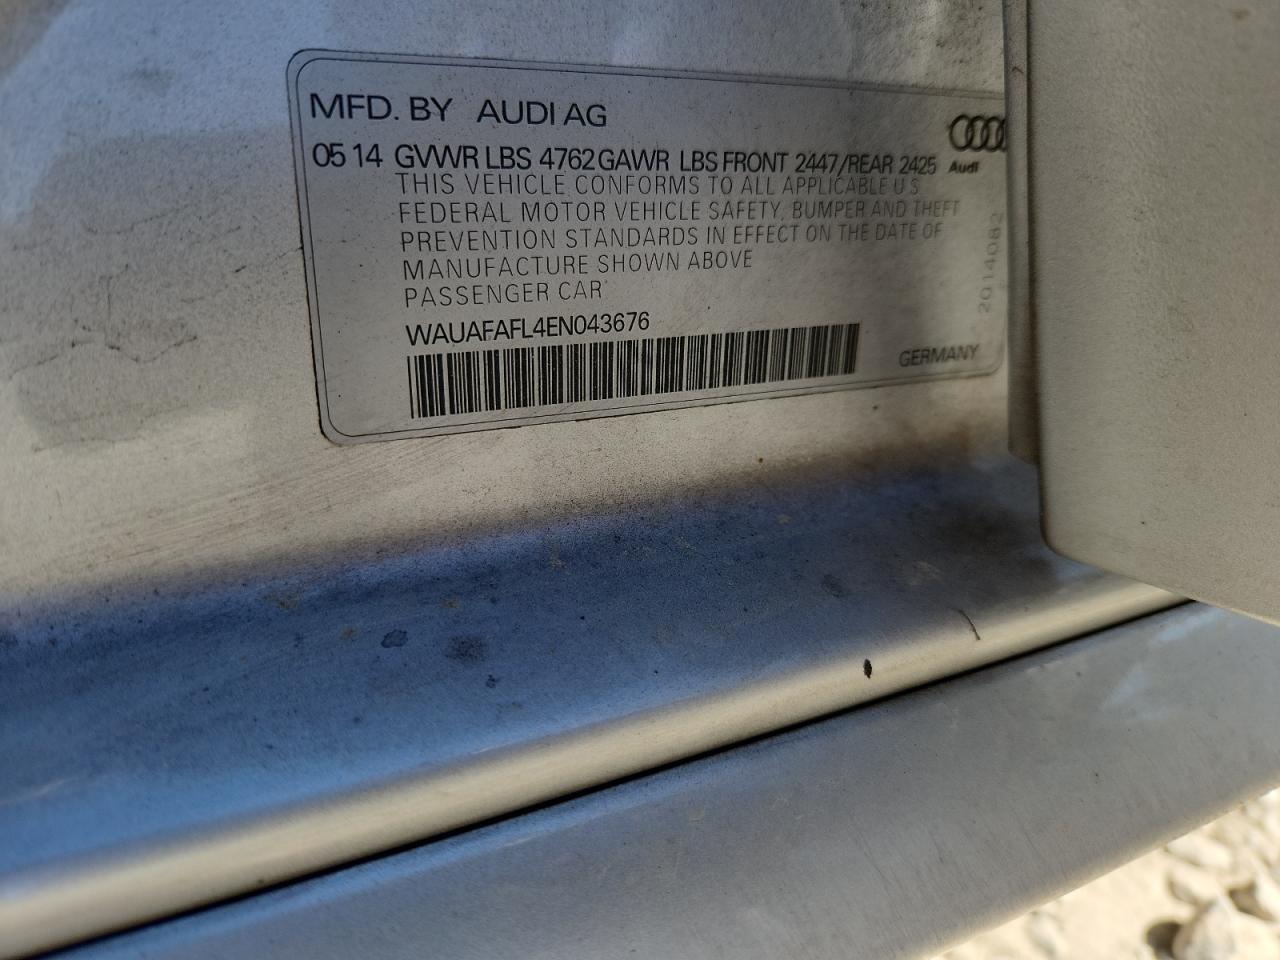 MFD. BY AUDI AG
05 14 GVWR LBS 4762 GAWR LBS FRONT 2447/REAR 2425
Audi
THIS VEHICLE CONFORMS TO ALL APPLICABLE U S
FEDERAL MOTOR VEHICLE SAFETY, BUMPER AND THEFT
PREVENTION STANDARDS IN EFFECT ON THE DATE OF
MANUFACTURE SHOWN ABOVE
PASSENGER CAR
WAUAFAFL4EN043676
GERMANY
2014082